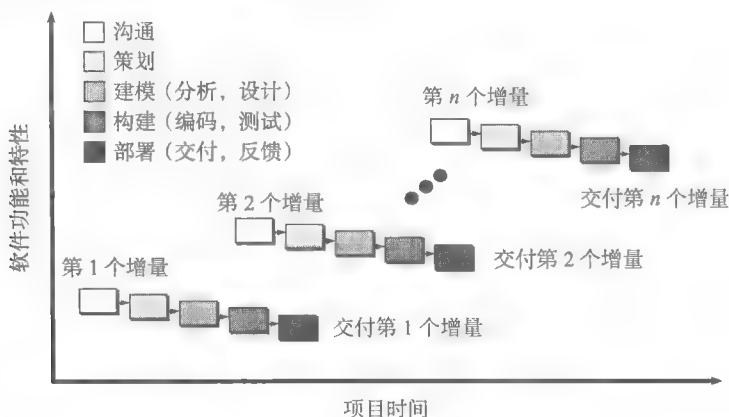 沟通
策划
建模（分析，设计）
构建（编码，测试）
部署（交付，反馈）
第 n 个增量
交付第 n 个增量
第 2 个增量
交付第 2 个增量
第 1 个增量
交付第 1 个增量
软件功能和特性
项目时间